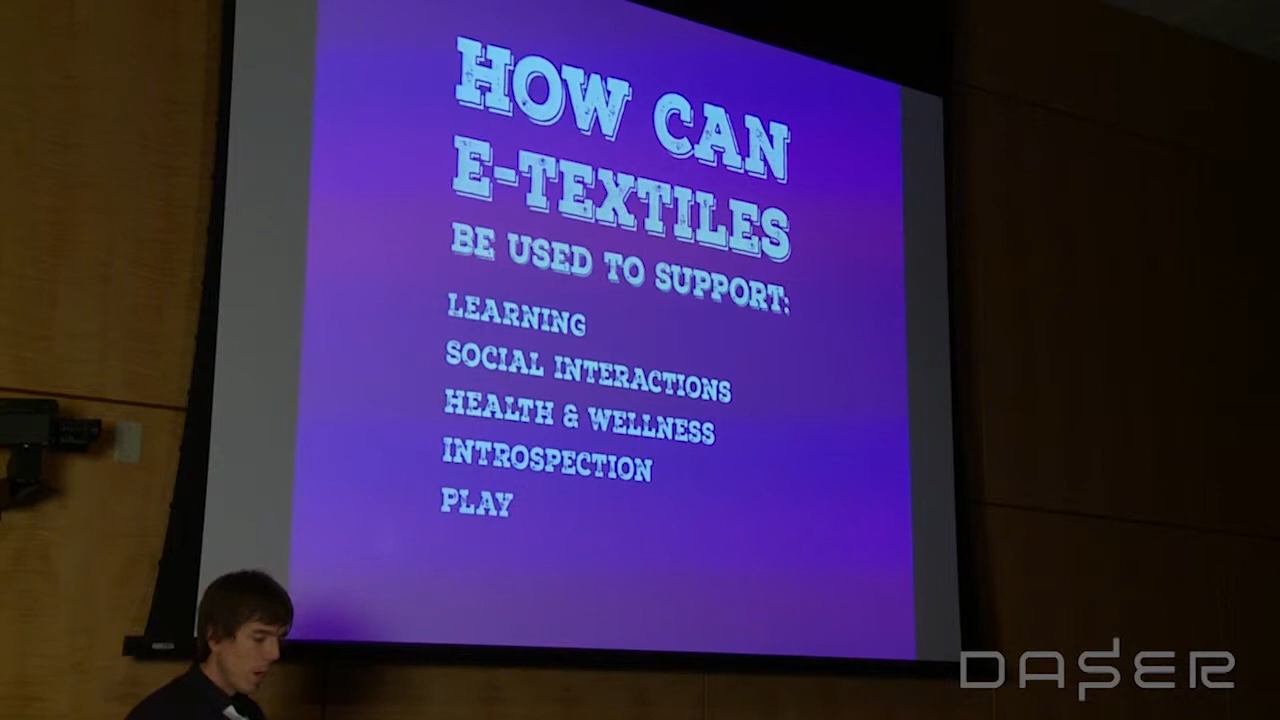 HOW CAN
E-TEXTILES
BE USED TO SUPPORT:
LEARNING
SOCIAL INTERACTIONS
HEALTH & WELLNESS
INTROSPECTION
PLAY
DASER